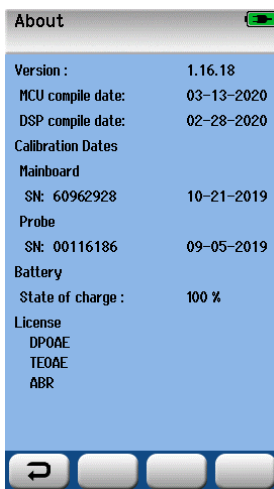 About
Version : 1.16.18
MCU compile date: 03-13-2020
DSP compile date: 02-28-2020
Calibration Dates
Mainboard
SN: 60962928 10-21-2019
Probe
SN: 00116186 09-05-2019
Battery
State of charge : 100 %
License
DPOAE
TEOAE
ABR